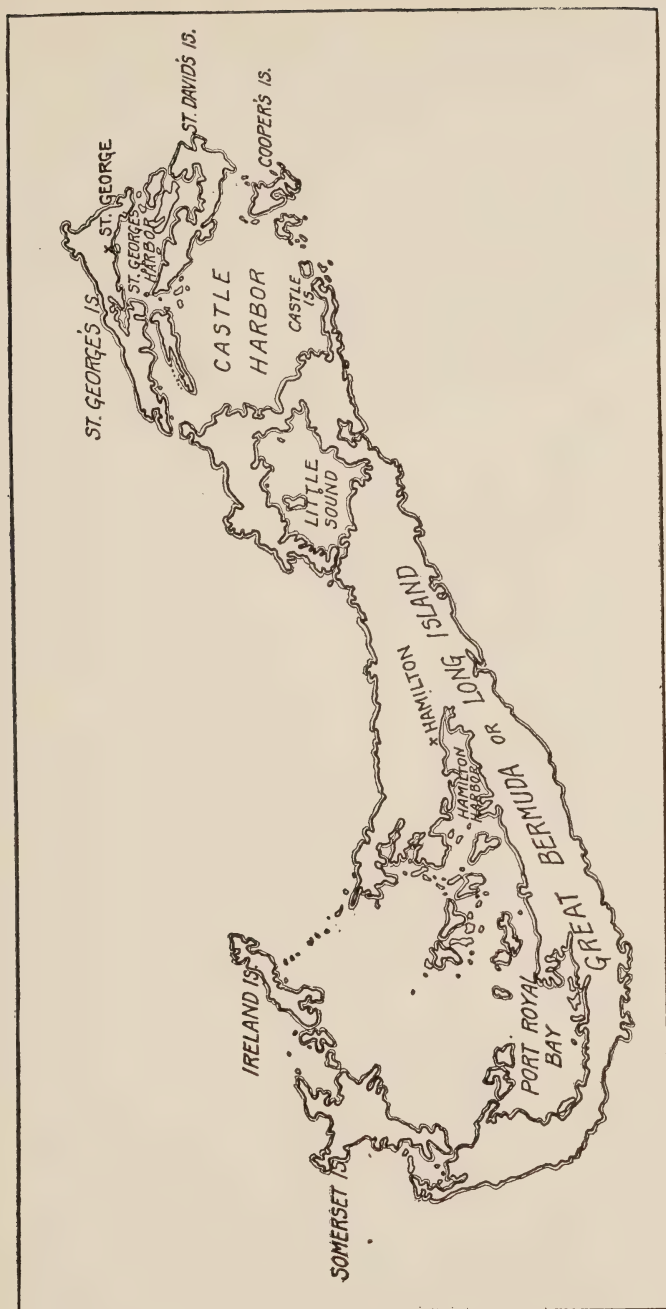 ST. GEORGE'S IS.
× ST. GEORGE
ST. GEORGES
HARBOR
ST. DAVID'S IS.
COOPER'S IS.
CASTLE
HARBOR
CASTLE
IS.
LITTLE
SOUND
× HAMILTON
HAMILTON
HARBOR
GREAT BERMUDA OR LONG ISLAND
IRELAND IS.
SOMERSET IS.
PORT ROYAL
BAY